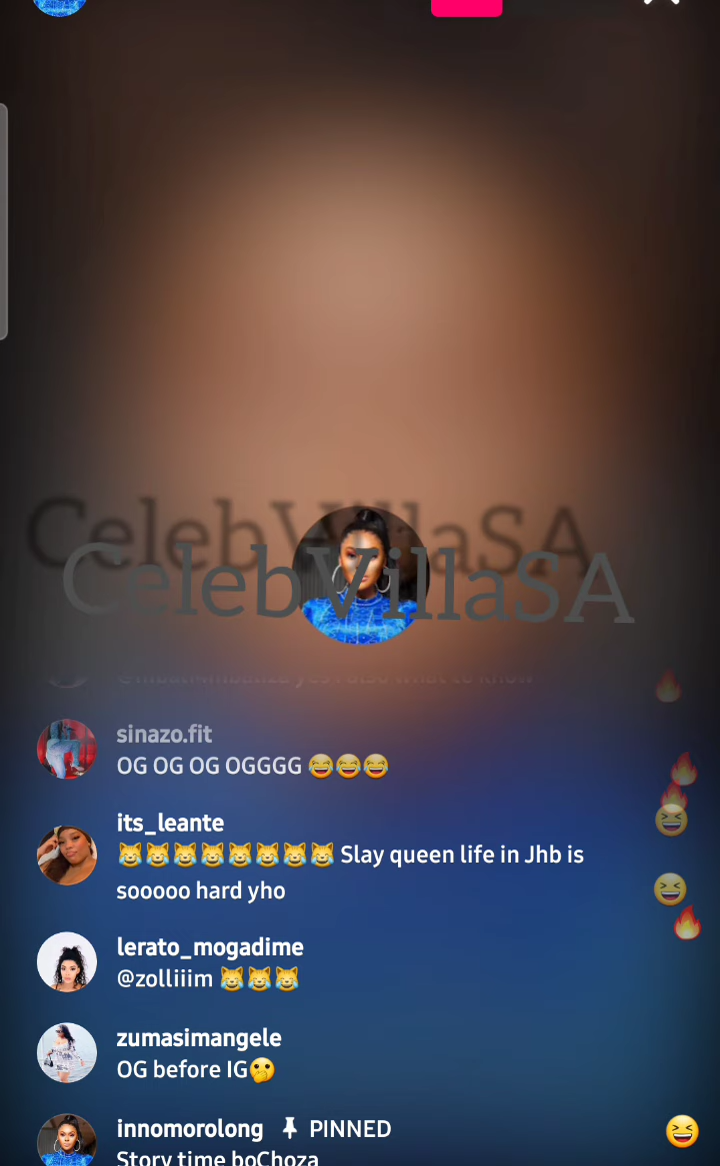 CelebVillaSA
CelebVillaSA
sinazo.fit
OG OG OG OGGGG 😂😂😂
its_leante
😹😹😹😹😹😹😹😹 Slay queen life in Jhb is
sooooo hard yho
lerato_mogadime
@zolliiim 😹😹😹
zumasimangele
OG before IG🤔
innomorolong 📌 PINNED
Story time boChoza